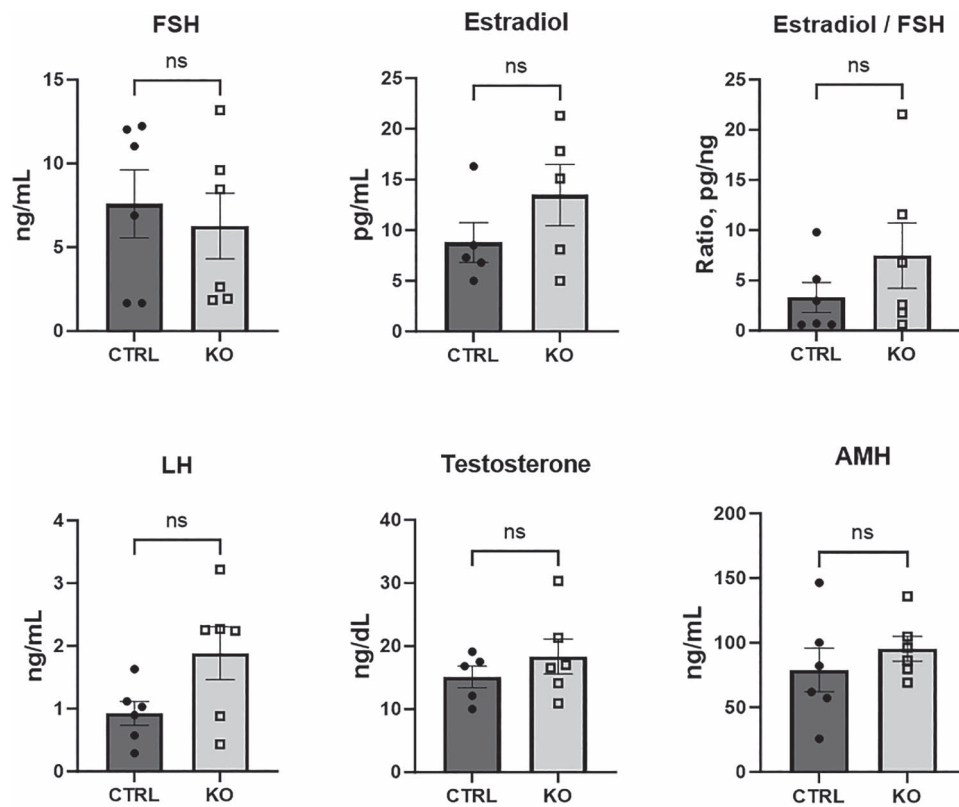 FSH
ns
15
10
5
0
ng/mL
CTRL KO
Estradiol
ns
25
20
15
10
5
0
pg/mL
CTRL KO
Estradiol / FSH
ns
25
20
15
10
5
0
Ratio, pg/ng
CTRL KO
LH
ns
4
3
2
1
0
ng/mL
CTRL KO
Testosterone
ns
40
30
20
10
0
ng/dL
CTRL KO
AMH
ns
200
150
100
50
0
ng/mL
CTRL KO